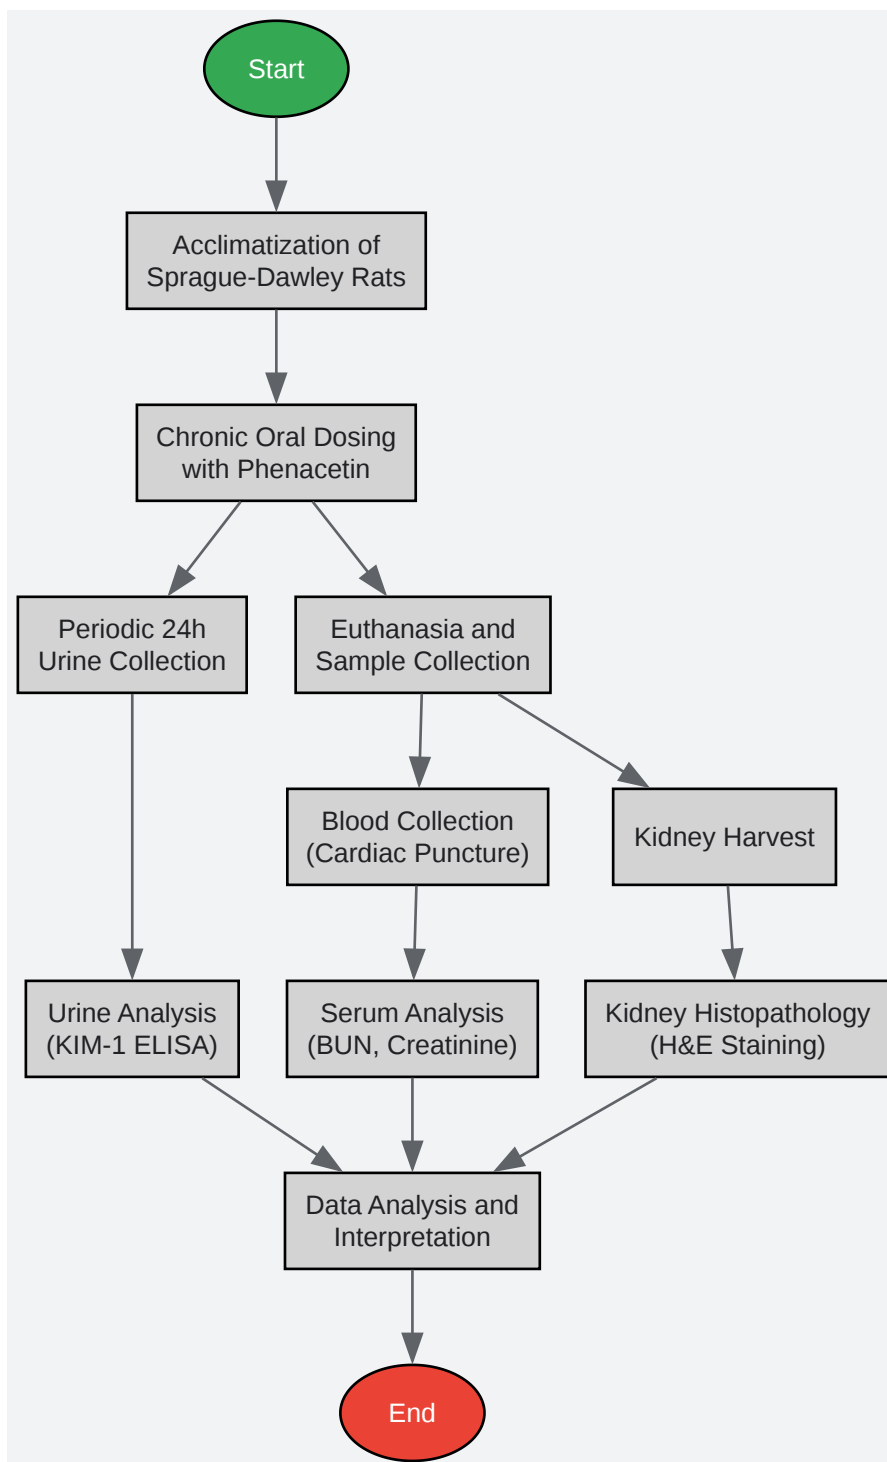 Start
Acclimatization of
Sprague-Dawley Rats
Chronic Oral Dosing
with Phenacetin
Periodic 24h
Urine Collection
Euthanasia and
Sample Collection
Blood Collection
(Cardiac Puncture)
Kidney Harvest
Urine Analysis
(KIM-1 ELISA)
Serum Analysis
(BUN, Creatinine)
Kidney Histopathology
(H&E Staining)
Data Analysis and
Interpretation
End